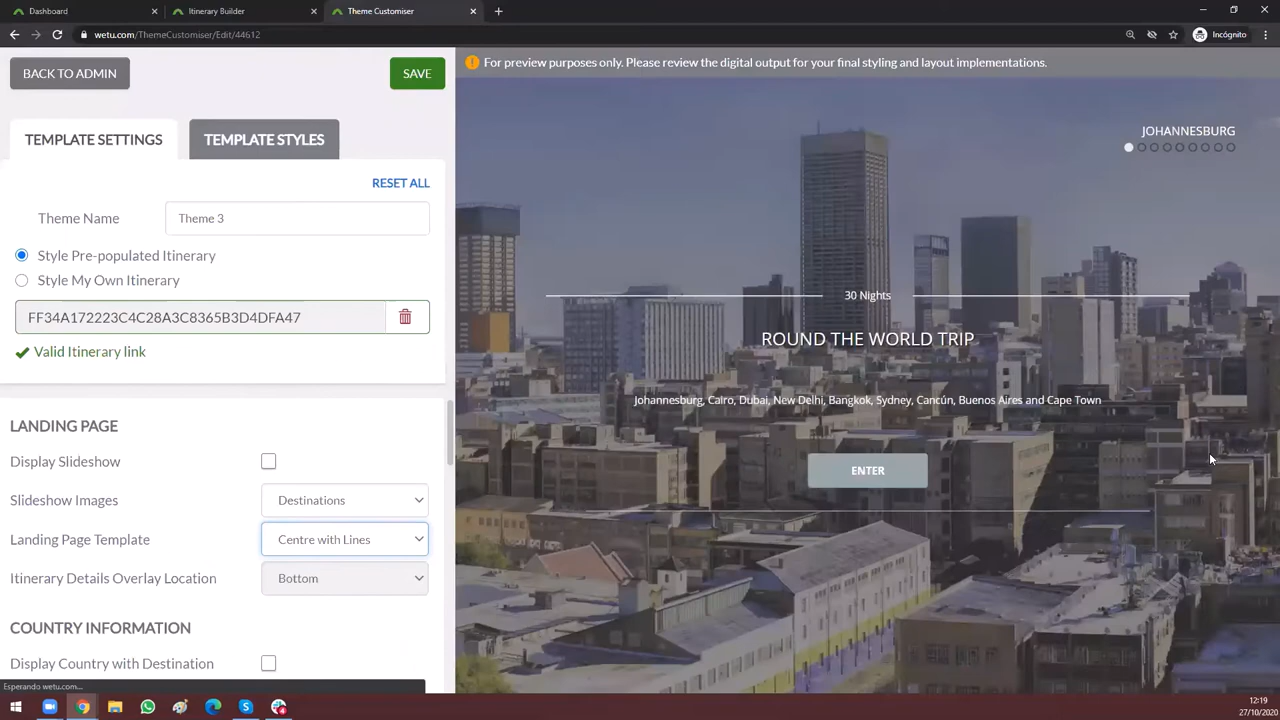 Dashboard
Itinerary Builder
Theme Customiser
wetu.com/ThemeCustomiser/Edit/44612
Incógnito
BACK TO ADMIN
SAVE
For preview purposes only. Please review the digital output for your final styling and layout implementations.
TEMPLATE SETTINGS
TEMPLATE STYLES
JOHANNESBURG
RESET ALL
Theme Name
Theme 3
Style Pre-populated Itinerary
Style My Own Itinerary
FF34A172223C4C28A3C8365B3D4DFA47
Valid Itinerary link
30 Nights
ROUND THE WORLD TRIP
Johannesburg, Cairo, Dubai, New Delhi, Bangkok, Sydney, Cancún, Buenos Aires and Cape Town
ENTER
LANDING PAGE
Display Slideshow
Slideshow Images
Destinations
Landing Page Template
Centre with Lines
Itinerary Details Overlay Location
Bottom
COUNTRY INFORMATION
Display Country with Destination
Esperando wetu.com...
12:19
27/10/2020